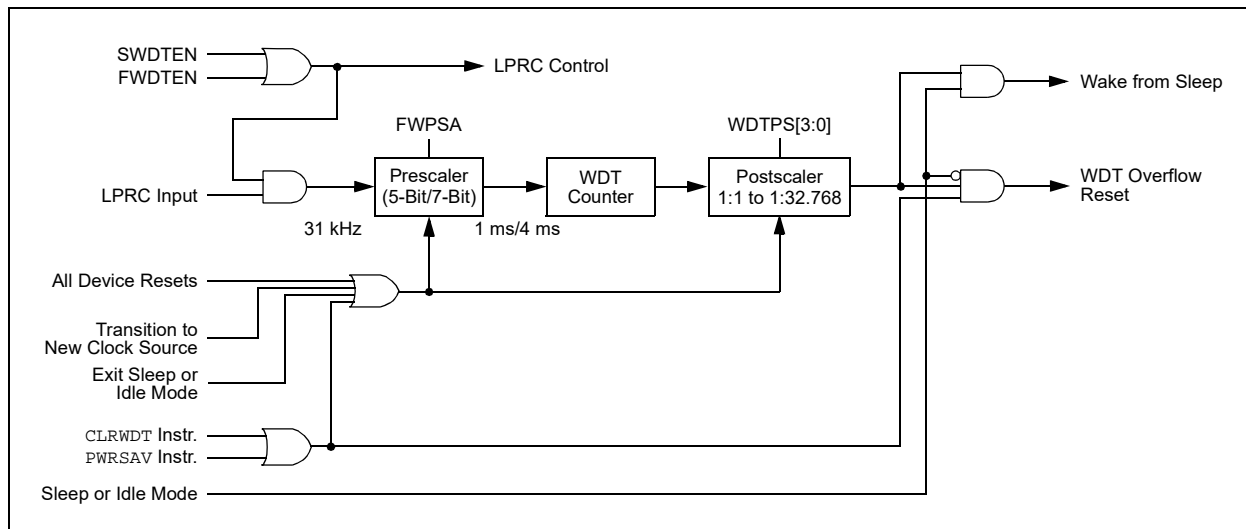 SWDTEN
FWDTEN
LPRC Control
Wake from Sleep
FWPSA
WDTPS[3:0]
LPRC Input
Prescaler
(5-Bit/7-Bit)
WDT
Counter
Postscaler
1:1 to 1:32.768
WDT Overflow
Reset
31 kHz
1 ms/4 ms
All Device Resets
Transition to
New Clock Source
Exit Sleep or
Idle Mode
CLRWDT Instr.
PWRSAV Instr.
Sleep or Idle Mode